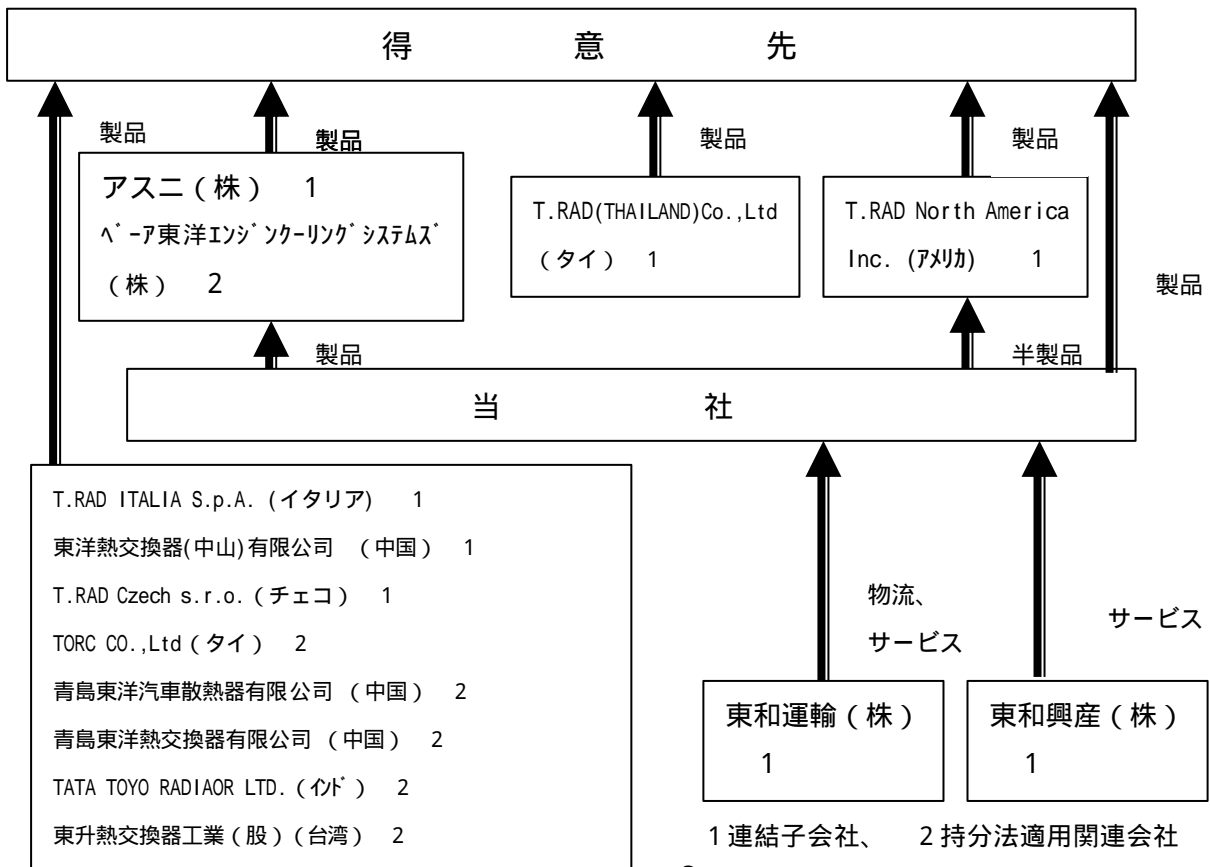 得 意 先
製品
製品
製品
製品
アスニ（株） 1
ﾍﾞｰｱ東洋ｴﾝｼﾞﾝｸｰﾘﾝｸﾞｼｽﾃﾑｽﾞ
（株） 2
T.RAD(THAILAND)Co.,Ltd
（タイ） 1
T.RAD North America
Inc. (ｱﾒﾘｶ) 1
製品
製品
半製品
当 社
T.RAD ITALIA S.p.A. (イタリア) 1
東洋熱交換器(中山)有限公司 （中国） 1
T.RAD Czech s.r.o.（チェコ） 1
TORC CO.,Ltd（タイ） 2
青島東洋汽車散熱器有限公司 （中国） 2
青島東洋熱交換器有限公司 （中国） 2
TATA TOYO RADIAOR LTD.（ｲﾝﾄﾞ） 2
東升熱交換器工業（股）(台湾） 2
物流、
サービス
サービス
東和運輸（株）
1
東和興産（株）
1
1連結子会社、 2持分法適用関連会社